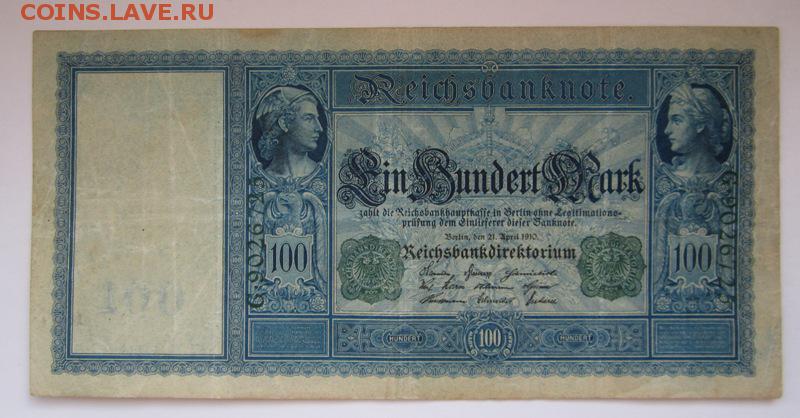 COINS.LAVE.RU
Reichsbanknote.
Ein Hundert Mark
zahlt die Reichsbankhauptkasse in Berlin ohne Legitimations-
prüfung dem Einlieferer dieser Banknote.
Berlin, den 21. April 1910.
Reichsbankdirektorium
100
100
HUNDERT
100
HUNDERT